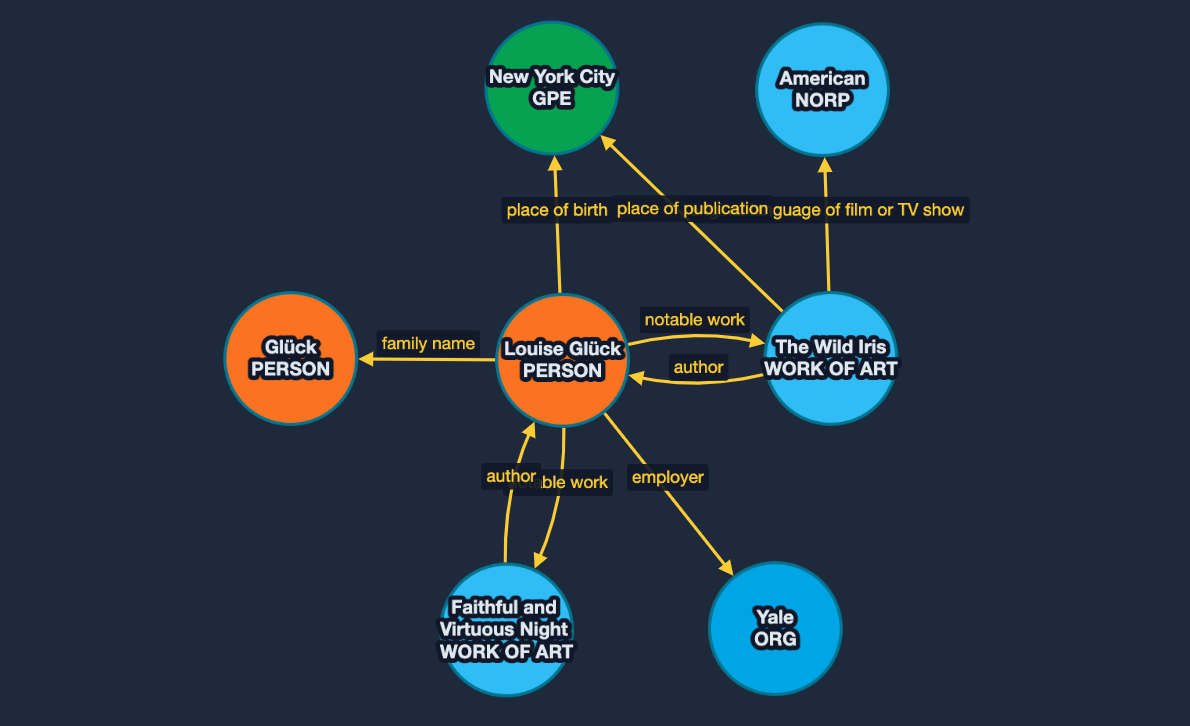 New York City
GPE
American
NORP
place of birth
place of publication
guage of film or TV show
Glück
PERSON
family name
Louise Glück
PERSON
notable work
author
The Wild Iris
WORK OF ART
author
able work
employer
Faithful and
Virtuous Night
WORK OF ART
Yale
ORG